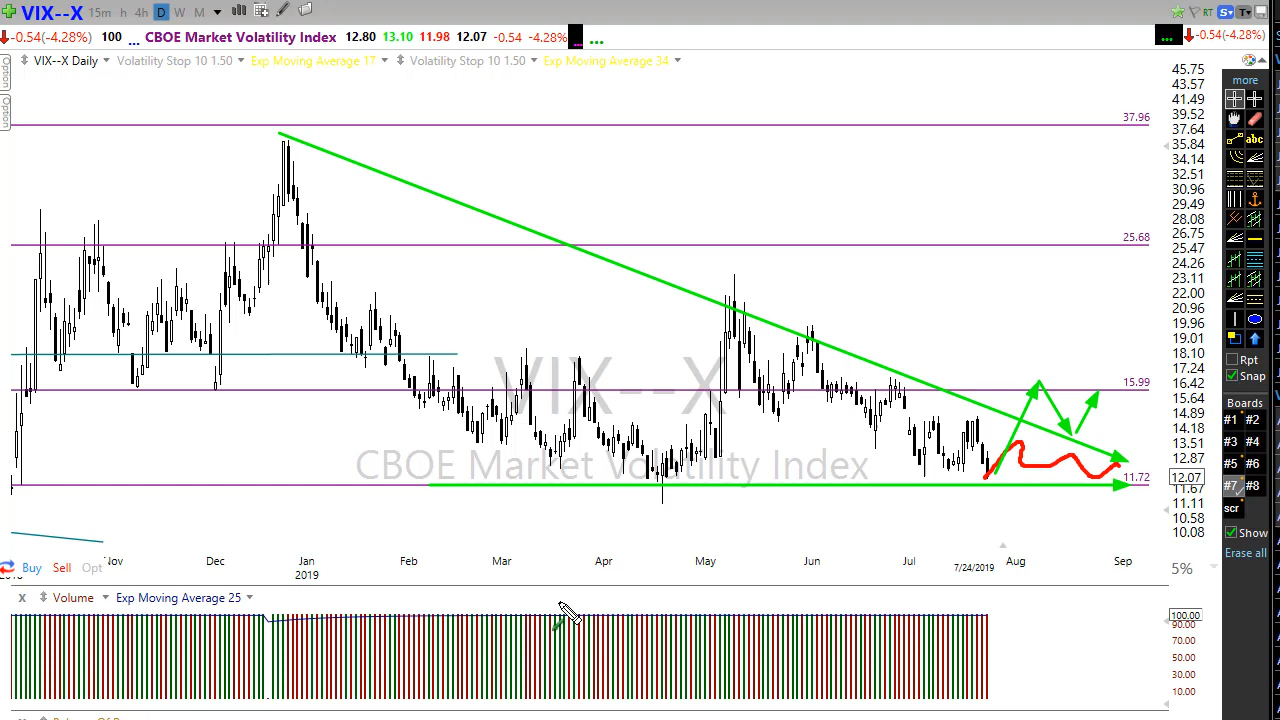 VIX--X 15m h 4h D W M
RT S T
-0.54(-4.28%) 100 ... CBOE Market Volatility Index 12.80 13.10 11.98 12.07 -0.54 -4.28% ... ... ... -0.54(-4.28%)
VIX--X Daily Volatility Stop 10 1.50 Exp Moving Average 17 Volatility Stop 10 1.50 Exp Moving Average 34
Option
Option
more
45.75
43.57
41.49
39.52
37.64
35.84
34.14
32.51
30.96
29.49
28.08
26.75
25.47
24.26
23.11
22.00
20.96
19.96
19.01
18.10
17.24
16.42
15.64
14.89
14.18
13.51
12.87
12.07
11.67
11.11
10.58
10.08
37.96
25.68
15.99
11.72
VIX--X
CBOE Market Volatility Index
abc
Rpt
Snap
Boards
#1 #2
#3 #4
#5 #6
#7 #8
scr
Show
Erase all
Nov Dec Jan Feb Mar Apr May Jun Jul 7/24/2019 Aug Sep
2019
Buy Sell Opt
5%
x Volume Exp Moving Average 25
100.00
90.00
70.00
50.00
30.00
10.00